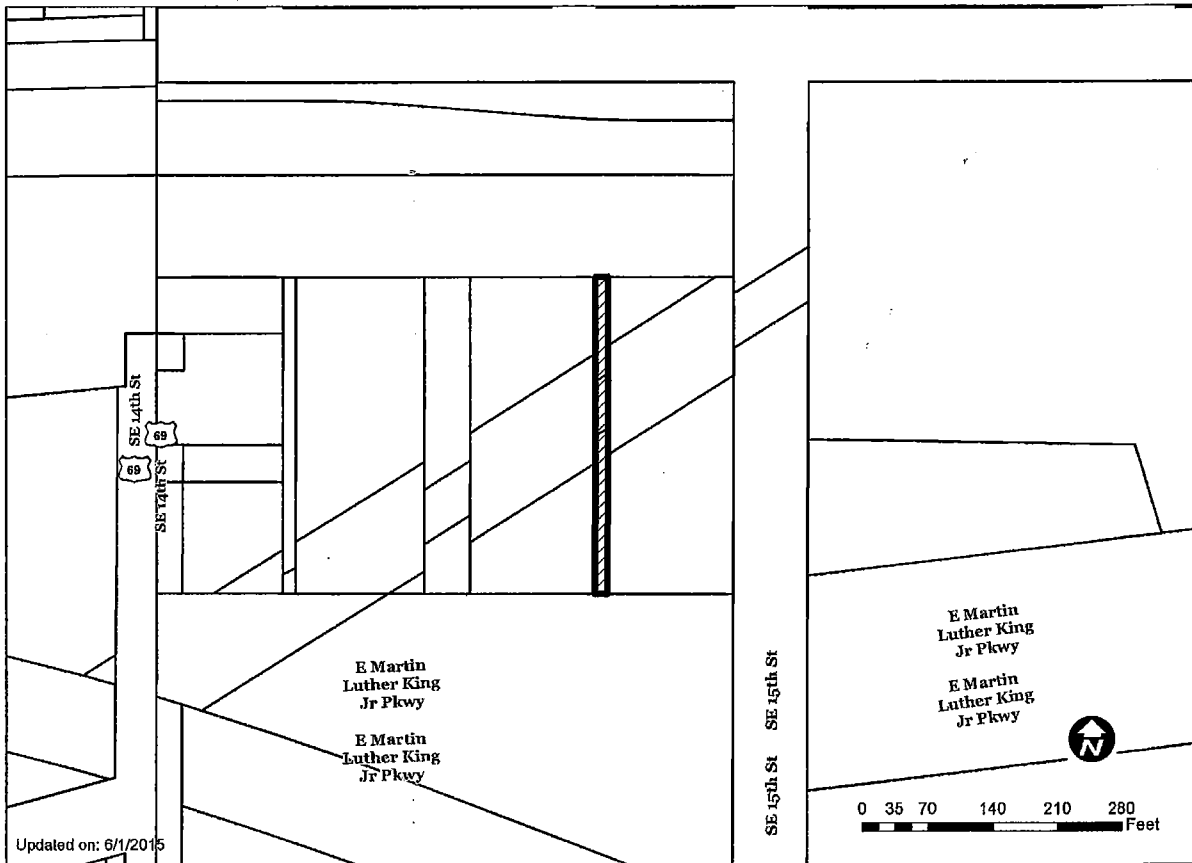 SE 14th St
69
69
SE 14th St
E Martin
Luther King
Jr Pkwy
E Martin
Luther King
Jr Pkwy
SE 15th St
SE 15th St
E Martin
Luther King
Jr Pkwy
E Martin
Luther King
Jr Pkwy
N
0 35 70 140 210 280
Feet
Updated on: 6/1/2015